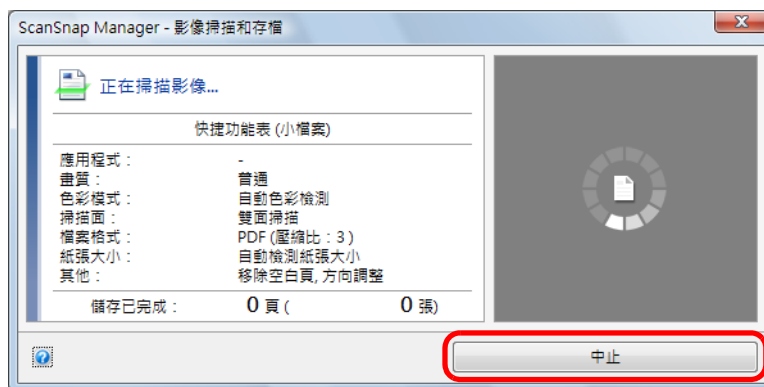 ScanSnap Manager - 影像掃描和存檔
正在掃描影像...
快捷功能表 (小檔案)
應用程式： -
畫質： 普通
色彩模式： 自動色彩檢測
掃描面： 雙面掃描
檔案格式： PDF (壓縮比：3)
紙張大小： 自動檢測紙張大小
其他： 移除空白頁, 方向調整
儲存已完成： 0 頁 ( 0 張)
中止